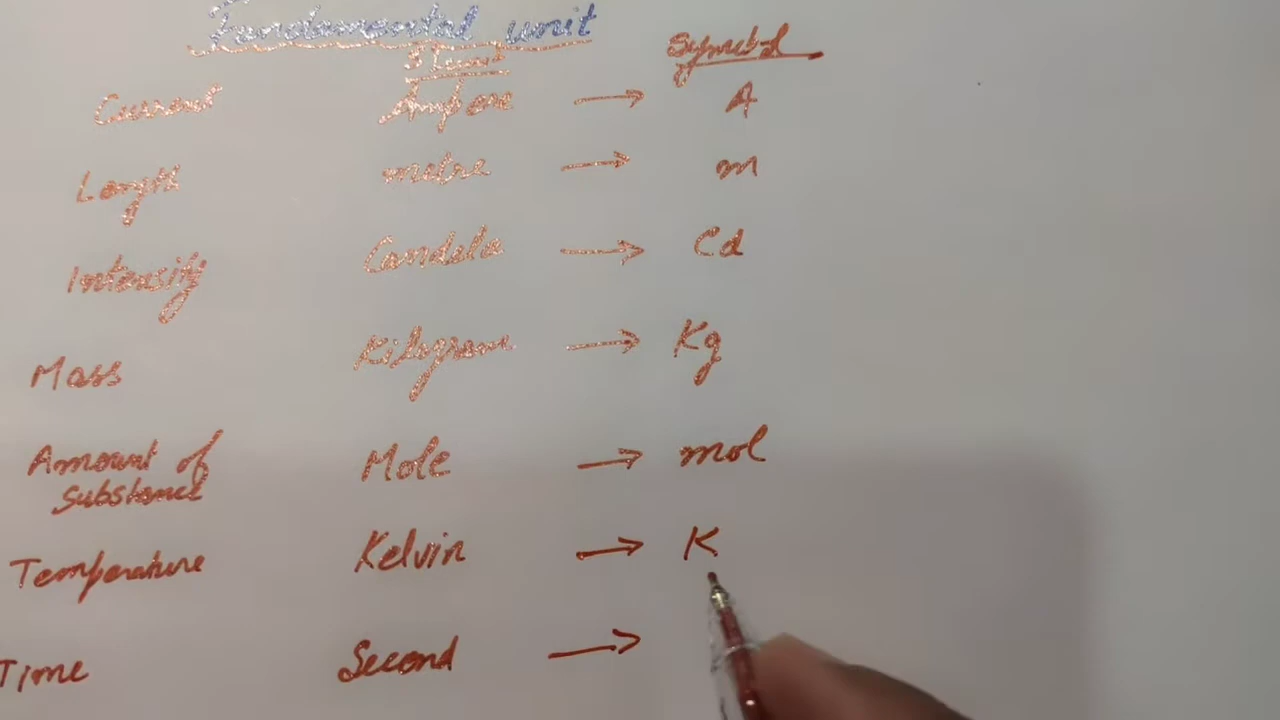 Fundamental unit
SI unit Symbol
Current Ampere → A
Length metre → m
Intensity Candela → Cd
Mass Kilogram → Kg
Amount of
Substance Mole → mol
Temperature Kelvin → K
Time Second →